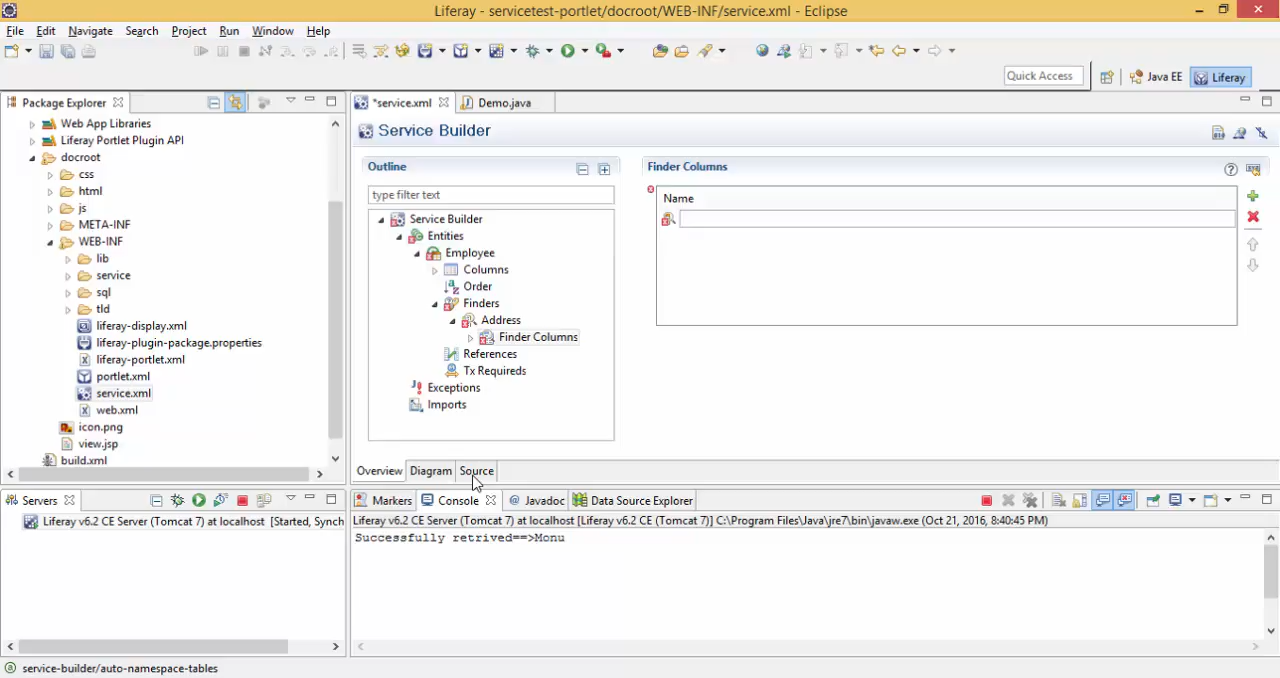 Liferay - servicetest-portlet/docroot/WEB-INF/service.xml - Eclipse
File Edit Navigate Search Project Run Window Help
Quick Access Java EE Liferay
Package Explorer
Web App Libraries
Liferay Portlet Plugin API
docroot
css
html
js
META-INF
WEB-INF
lib
service
sql
tld
liferay-display.xml
liferay-plugin-package.properties
liferay-portlet.xml
portlet.xml
service.xml
web.xml
icon.png
view.jsp
build.xml
*service.xml Demo.java
Service Builder
Outline
type filter text
Service Builder
Entities
Employee
Columns
Order
Finders
Address
Finder Columns
References
Tx Requireds
Exceptions
Imports
Finder Columns
Name
Overview Diagram Source
Servers
Liferay v6.2 CE Server (Tomcat 7) at localhost [Started, Synch
Markers Console Javadoc Data Source Explorer
Liferay v6.2 CE Server (Tomcat 7) at localhost [Liferay v6.2 CE (Tomcat 7)] C:\Program Files\Java\jre7\bin\javaw.exe (Oct 21, 2016, 8:40:45 PM)
Successfully retrived==>Monu
service-builder/auto-namespace-tables